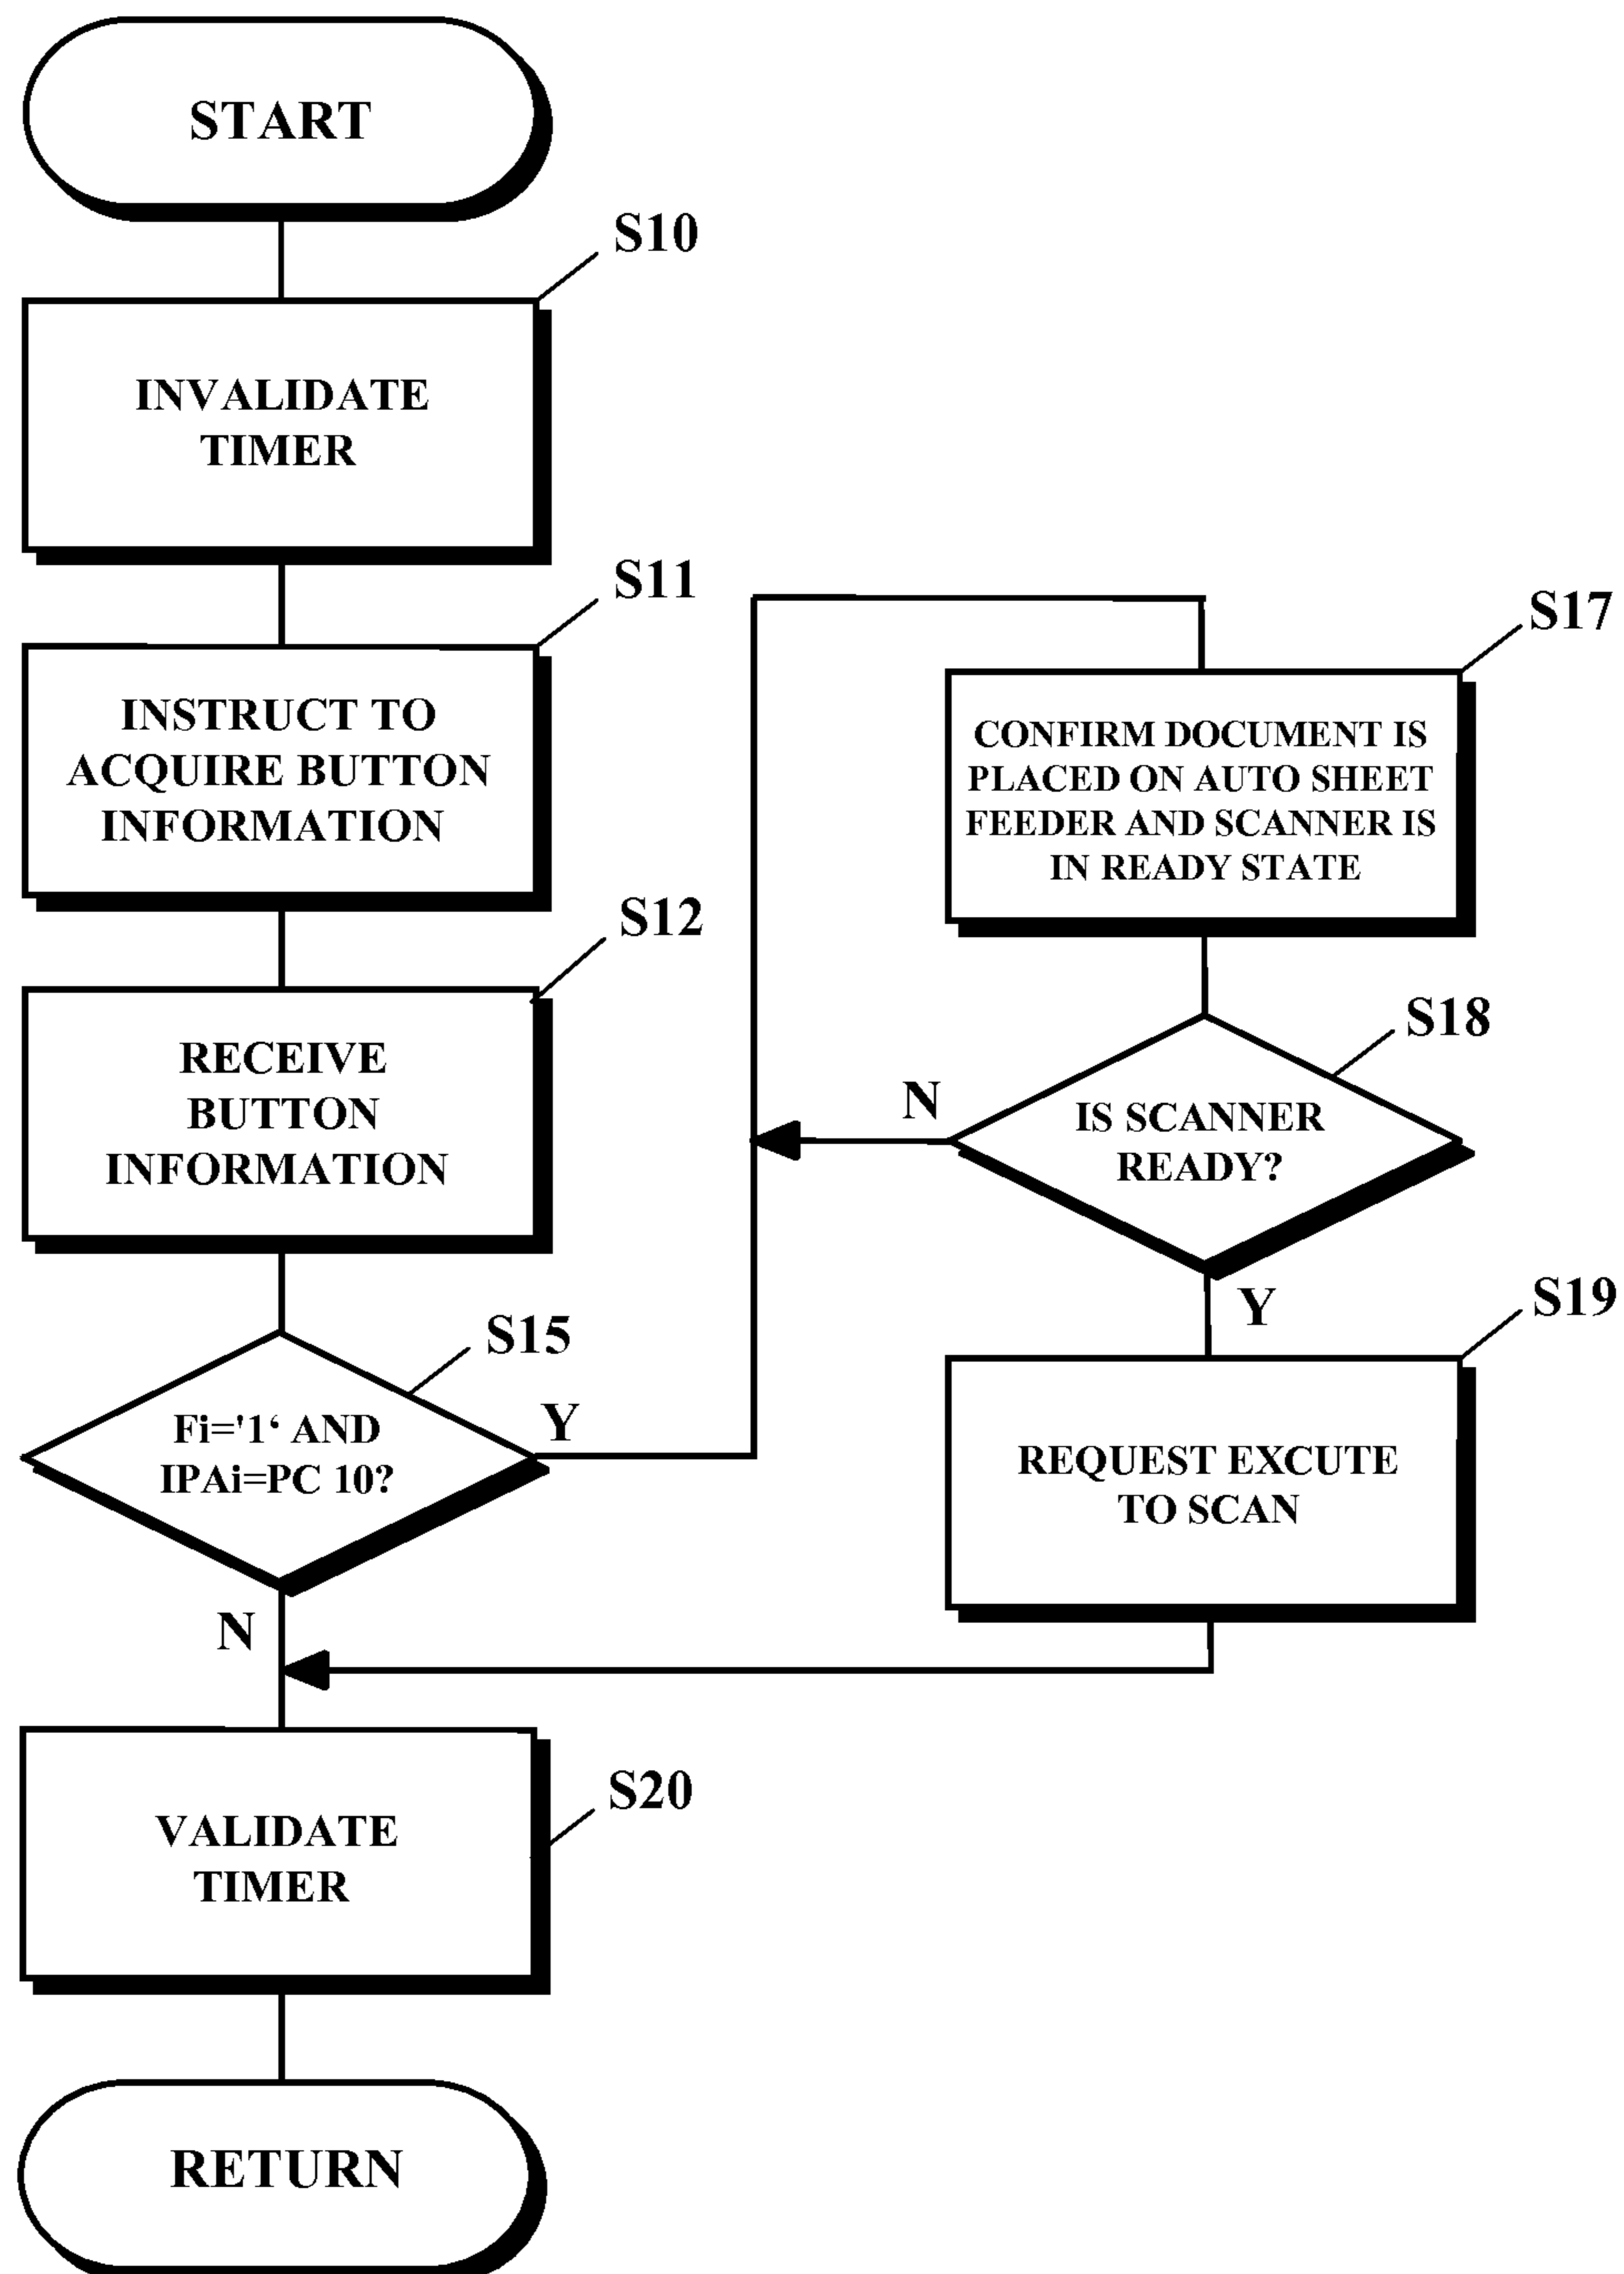 START
S10
INVALIDATE
TIMER
S11
INSTRUCT TO
ACQUIRE BUTTON
INFORMATION
S12
RECEIVE
BUTTON
INFORMATION
S15
Fi='1‘ AND
IPAi=PC 10?
Y
N
S17
CONFIRM DOCUMENT IS
PLACED ON AUTO SHEET
FEEDER AND SCANNER IS
IN READY STATE
S18
N
IS SCANNER
READY?
Y
S19
REQUEST EXCUTE
TO SCAN
S20
VALIDATE
TIMER
RETURN